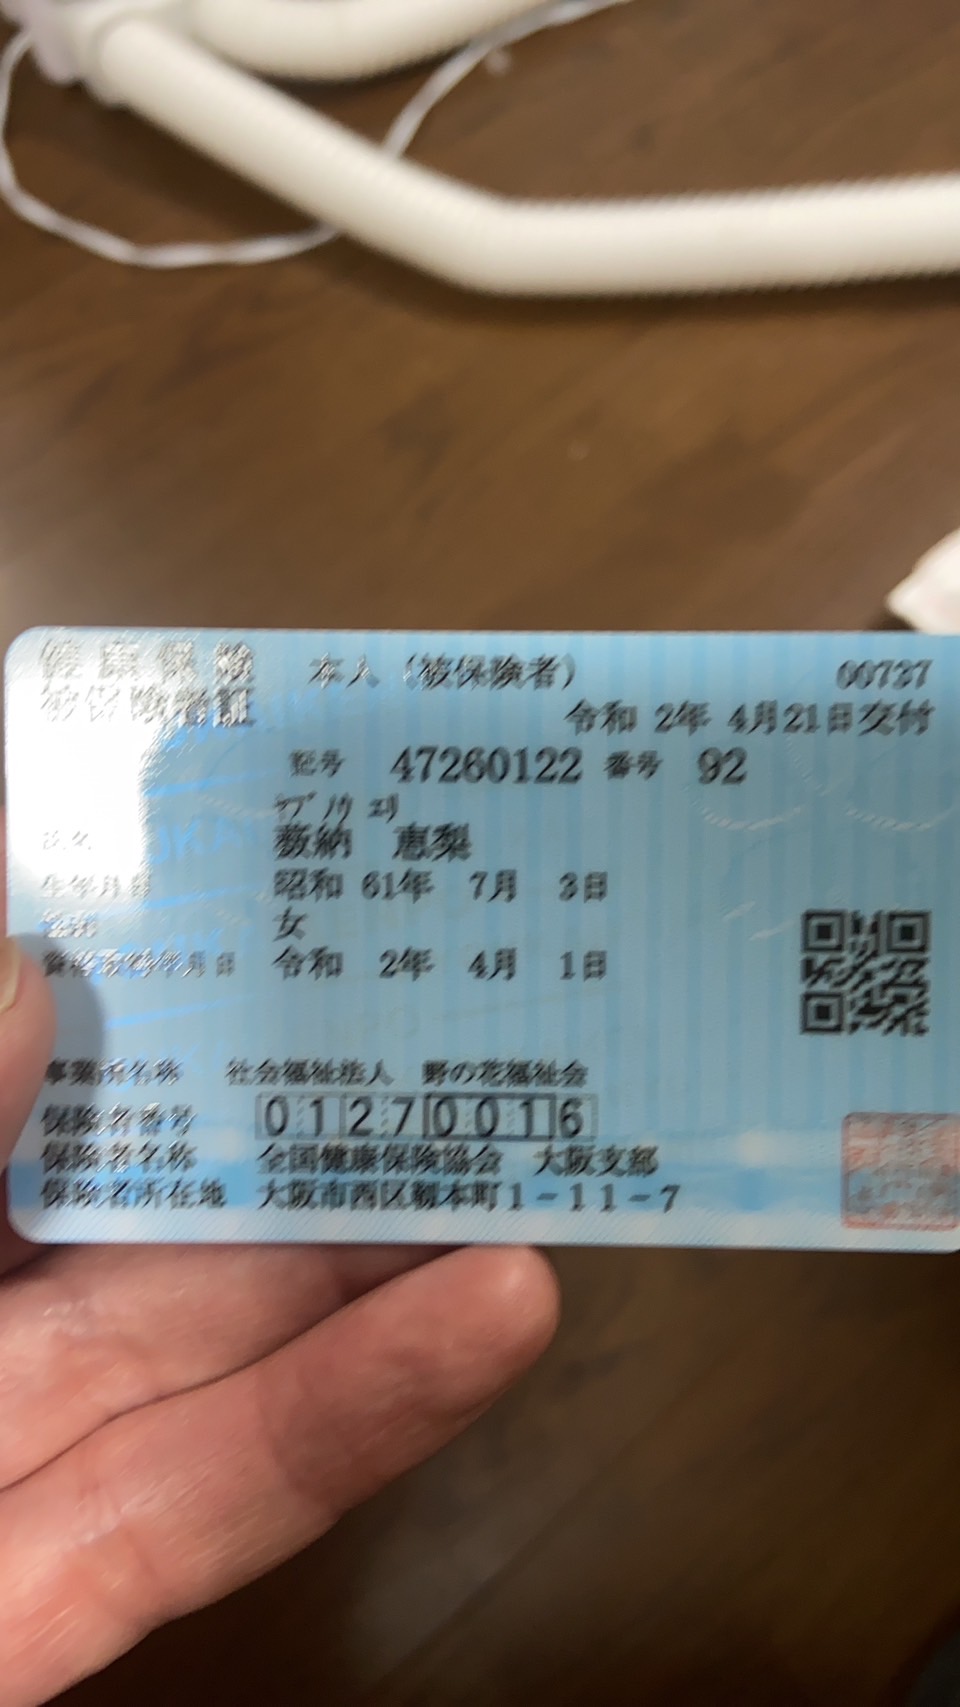 健康保険 本人（被保険者） 00737
被保険者証 令和 2年 4月21日交付
記号 47260122 番号 92
ﾔﾌﾞﾉｳ ｴﾘ
氏名 薮納 恵梨
生年月日 昭和 61年 7月 3日
性別 女
資格取得年月日 令和 2年 4月 1日
事業所名称 社会福祉法人 野の花福祉会
保険者番号 01270016
保険者名称 全国健康保険協会 大阪支部
保険者所在地 大阪市西区靱本町1-11-7